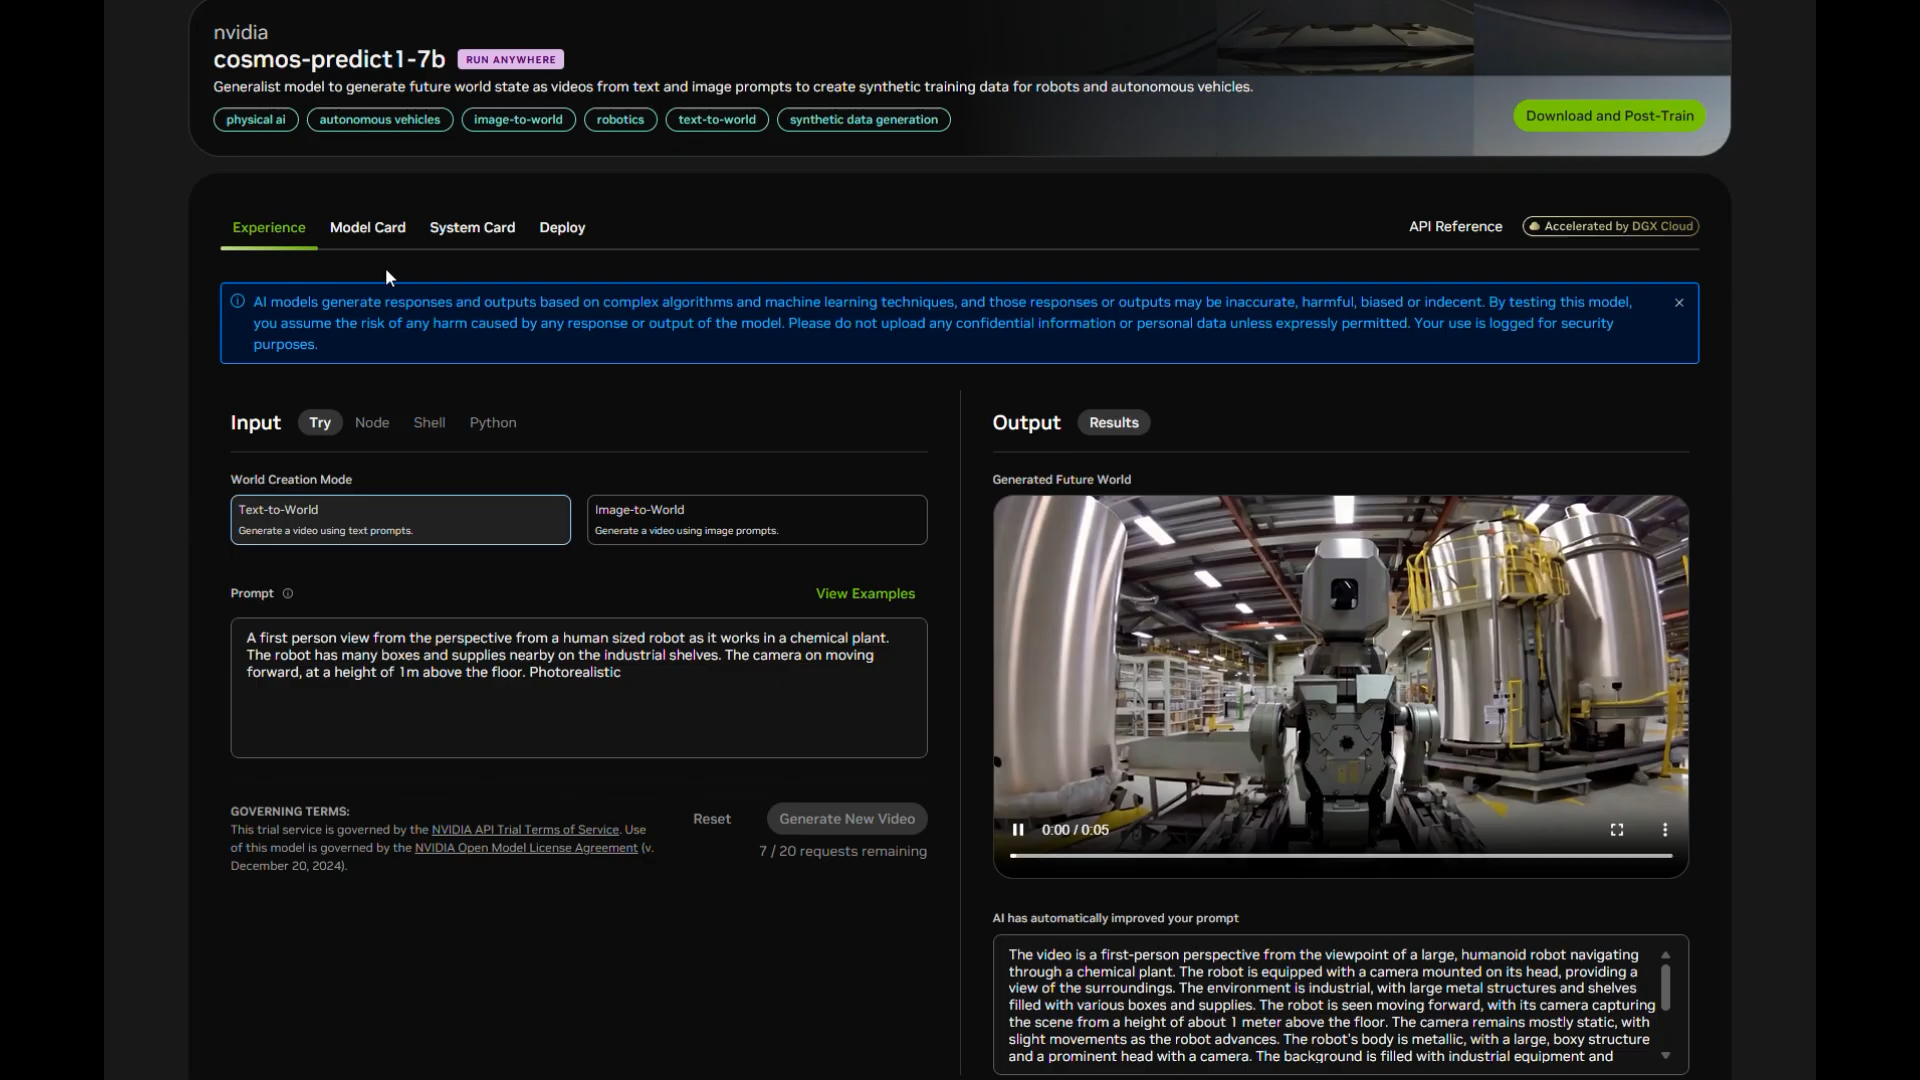 nvidia
cosmos-predict1-7b RUN ANYWHERE
Generalist model to generate future world state as videos from text and image prompts to create synthetic training data for robots and autonomous vehicles.
physical ai autonomous vehicles image-to-world robotics text-to-world synthetic data generation
Download and Post-Train
Experience Model Card System Card Deploy
API Reference Accelerated by DGX Cloud
AI models generate responses and outputs based on complex algorithms and machine learning techniques, and those responses or outputs may be inaccurate, harmful, biased or indecent. By testing this model,
you assume the risk of any harm caused by any response or output of the model. Please do not upload any confidential information or personal data unless expressly permitted. Your use is logged for security
purposes.
Input Try Node Shell Python
World Creation Mode
Text-to-World
Generate a video using text prompts.
Image-to-World
Generate a video using image prompts.
Prompt
View Examples
A first person view from the perspective from a human sized robot as it works in a chemical plant.
The robot has many boxes and supplies nearby on the industrial shelves. The camera on moving
forward, at a height of 1m above the floor. Photorealistic
GOVERNING TERMS:
This trial service is governed by the NVIDIA API Trial Terms of Service. Use
of this model is governed by the NVIDIA Open Model License Agreement (v.
December 20, 2024).
Reset Generate New Video
7 / 20 requests remaining
Output Results
Generated Future World
0:00 / 0:05
AI has automatically improved your prompt
The video is a first-person perspective from the viewpoint of a large, humanoid robot navigating
through a chemical plant. The robot is equipped with a camera mounted on its head, providing a
view of the surroundings. The environment is industrial, with large metal structures and shelves
filled with various boxes and supplies. The robot is seen moving forward, with its camera capturing
the scene from a height of about 1 meter above the floor. The camera remains mostly static, with
slight movements as the robot advances. The robot's body is metallic, with a large, boxy structure
and a prominent head with a camera. The background is filled with industrial equipment and